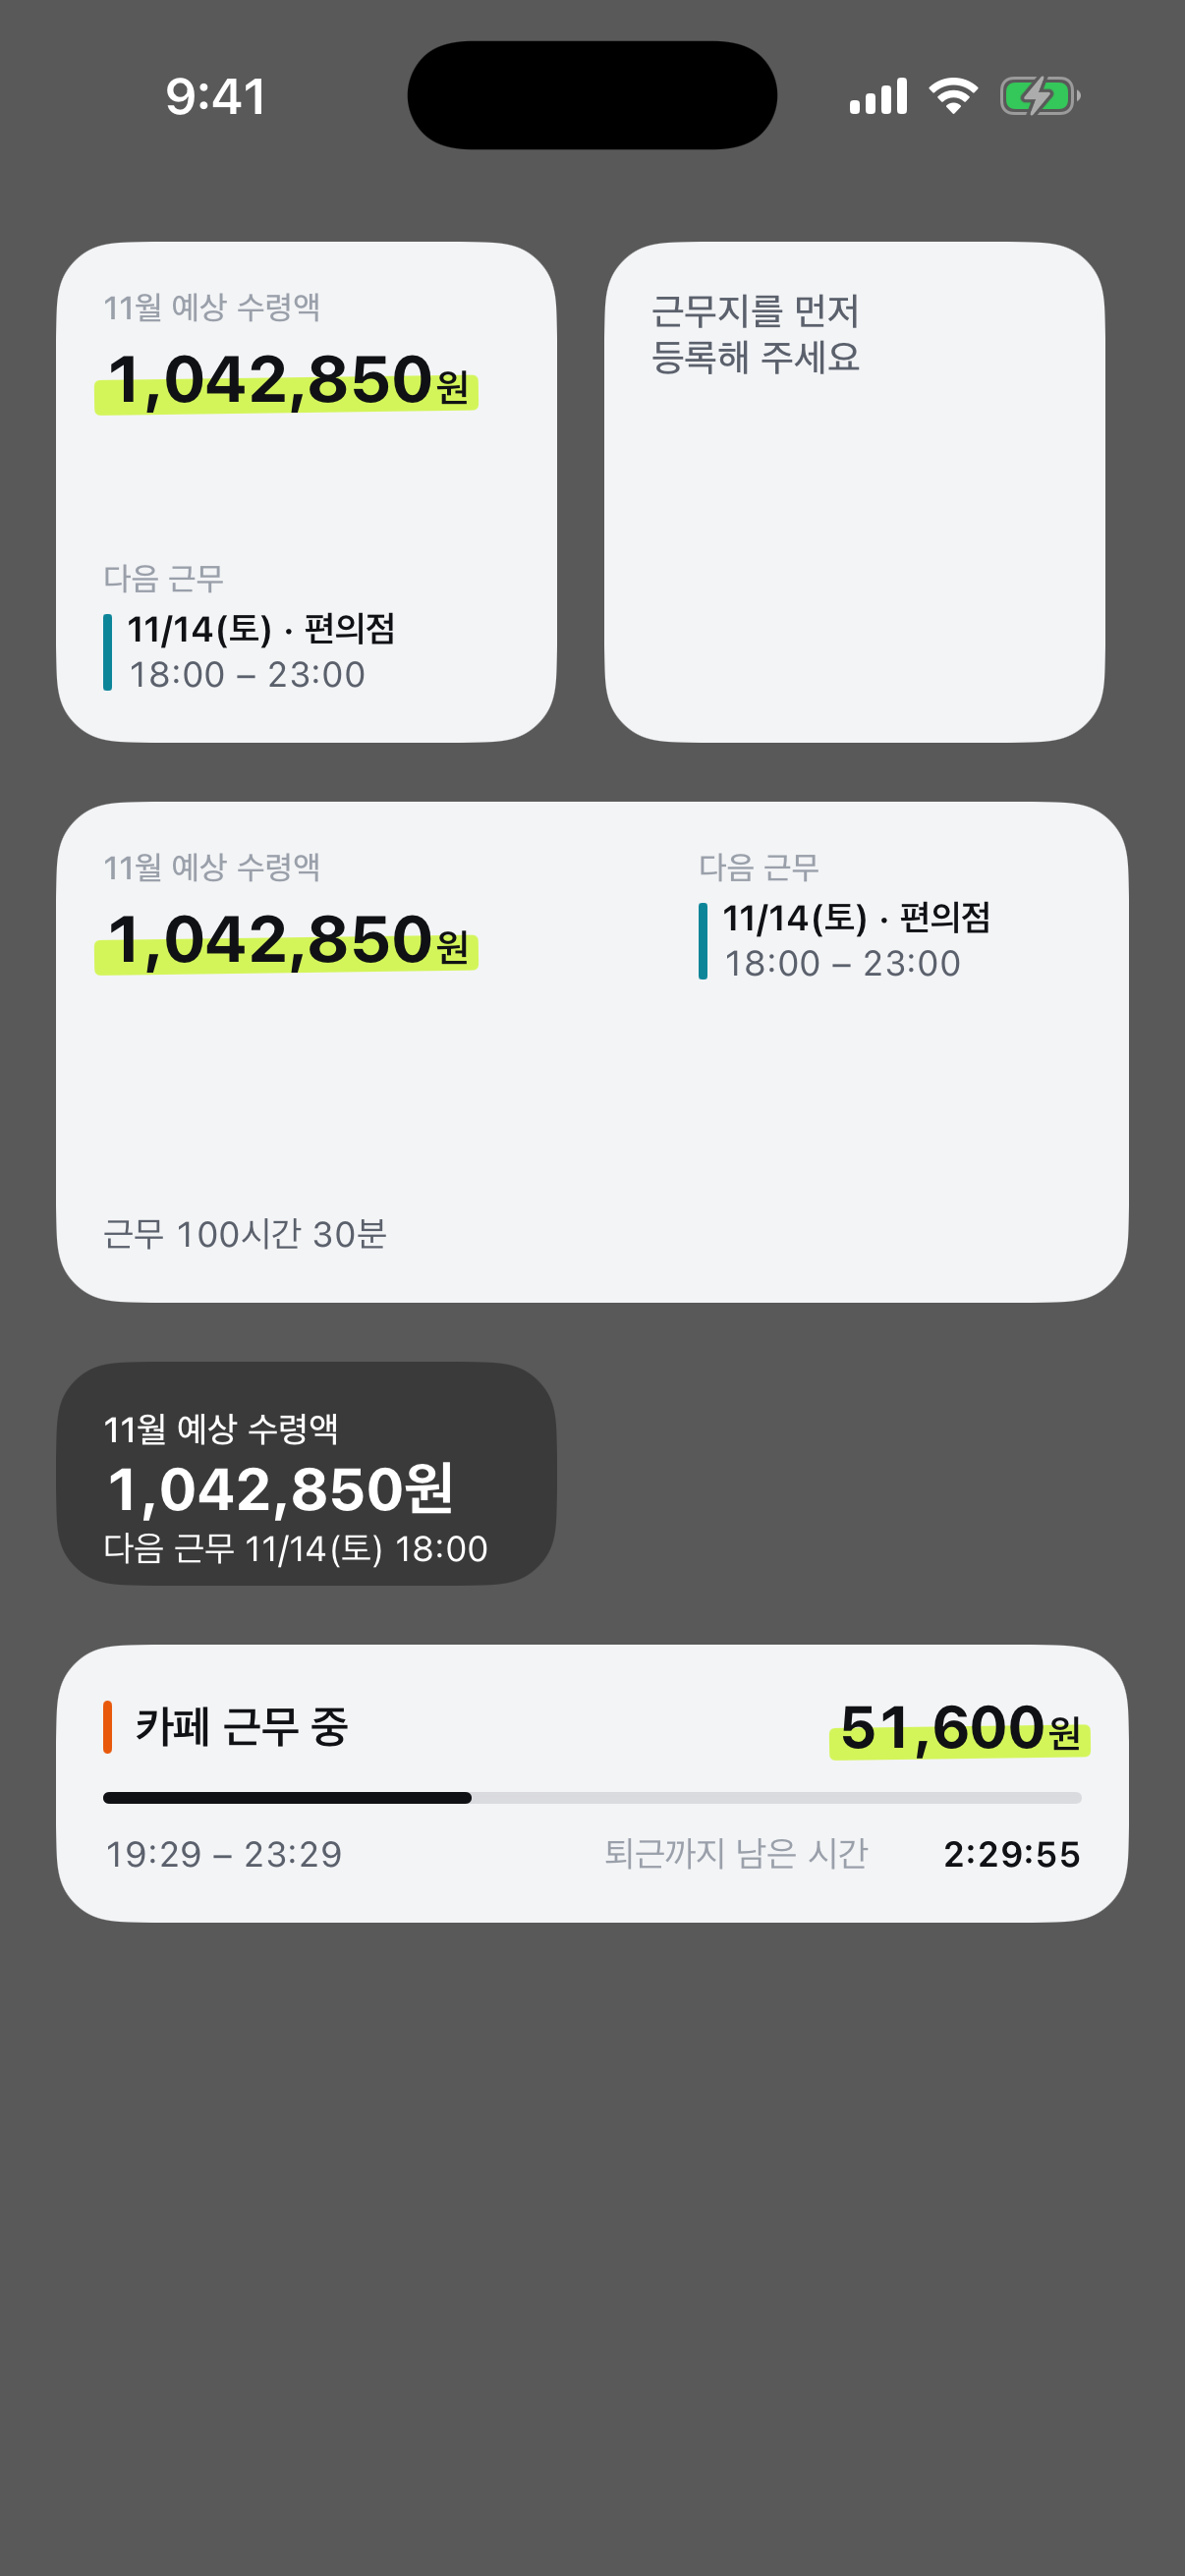 9:41
11월 예상 수령액
1,042,850원
다음 근무
11/14(토) · 편의점
18:00 – 23:00
근무지를 먼저
등록해 주세요
11월 예상 수령액
1,042,850원
다음 근무
11/14(토) · 편의점
18:00 – 23:00
근무 100시간 30분
11월 예상 수령액
1,042,850원
다음 근무 11/14(토) 18:00
카페 근무 중
51,600원
19:29 – 23:29
퇴근까지 남은 시간
2:29:55